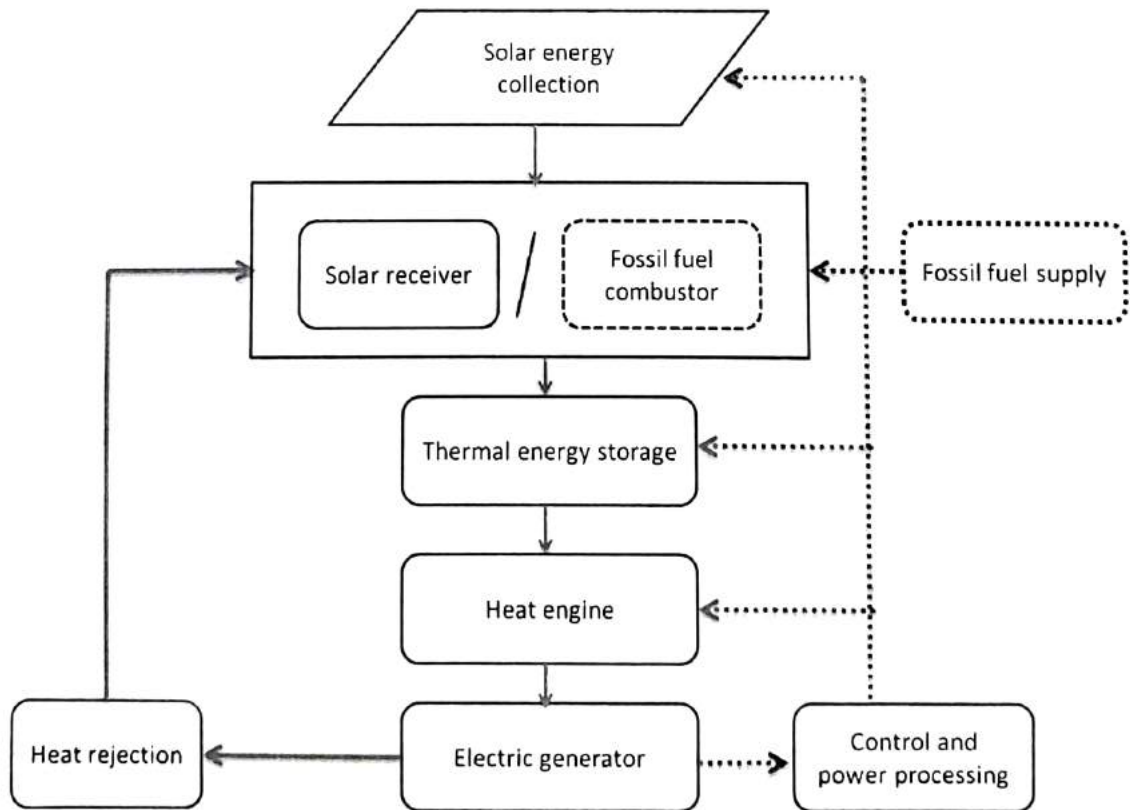 Solar energy
collection
Solar receiver
/
Fossil fuel
combustor
Fossil fuel supply
Thermal energy storage
Heat engine
Heat rejection
Electric generator
Control and
power processing